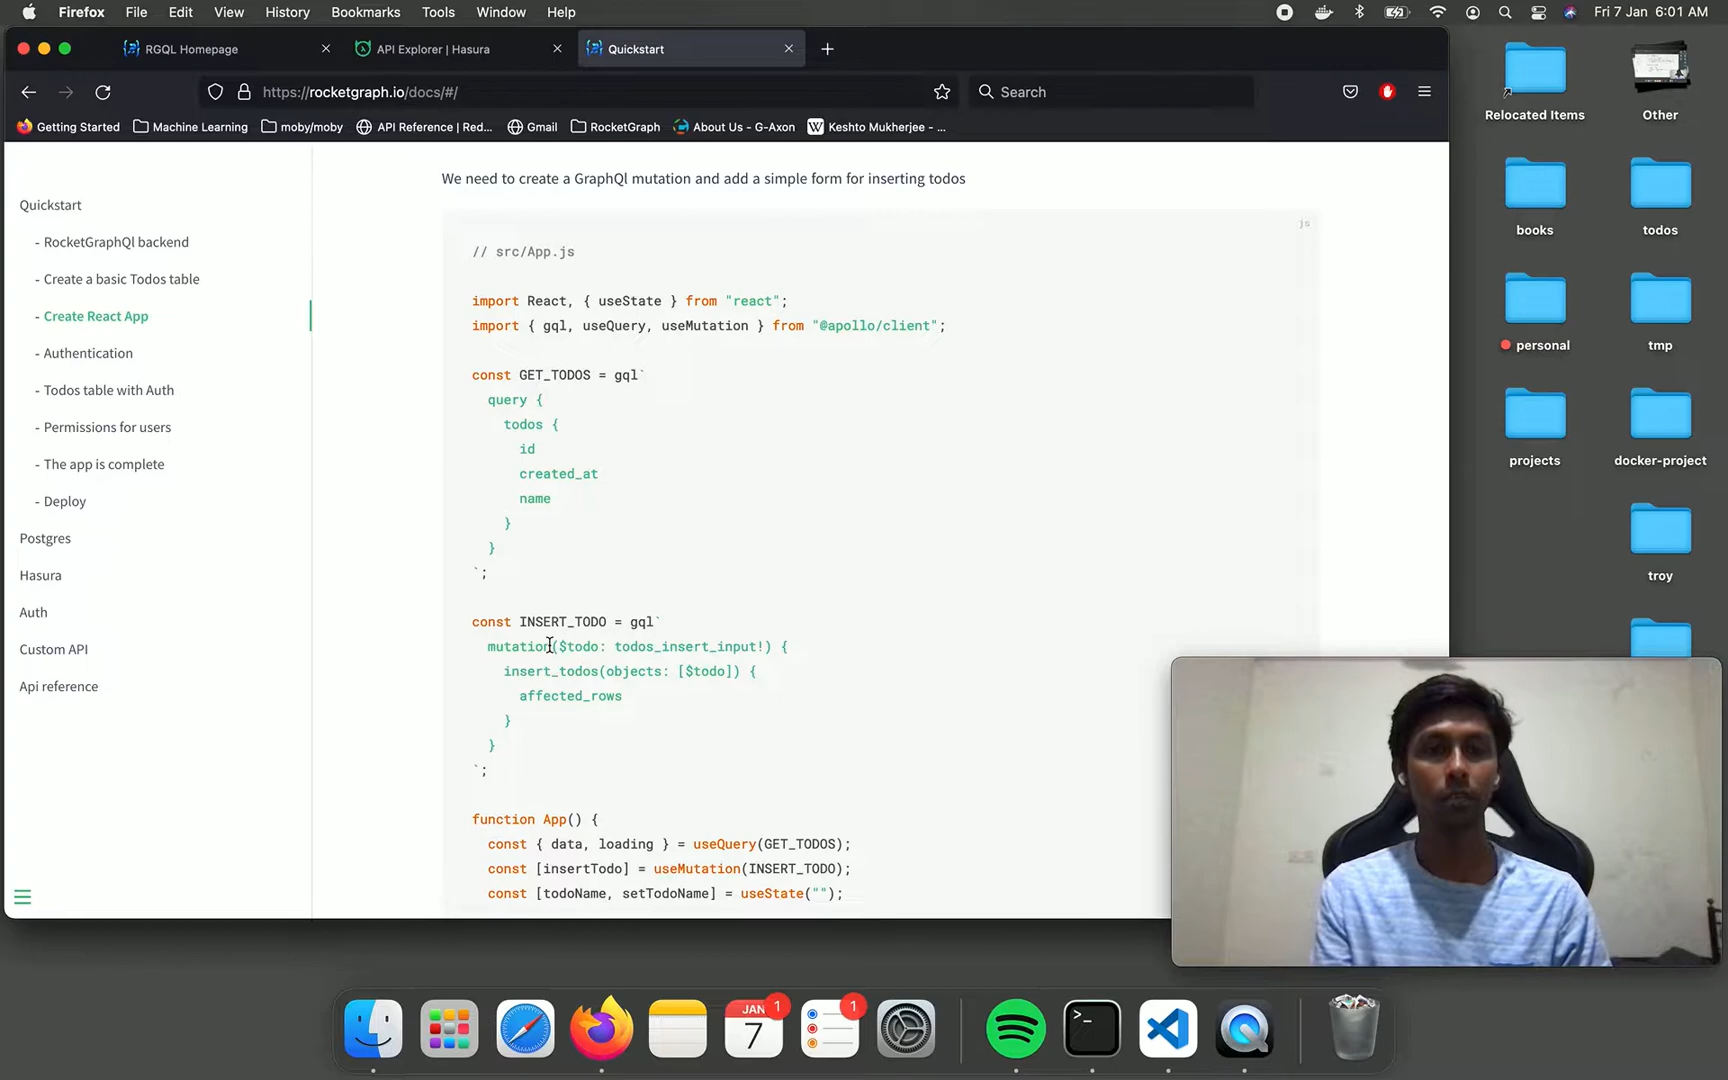 Firefox File Edit View History Bookmarks Tools Window Help Fri 7 Jan 6:01 AM
RGQL Homepage API Explorer | Hasura Quickstart
https://rocketgraph.io/docs/#/ Search
Getting Started Machine Learning moby/moby API Reference | Red... Gmail RocketGraph About Us - G-Axon Keshto Mukherjee - ...
Quickstart
- RocketGraphQl backend
- Create a basic Todos table
- Create React App
- Authentication
- Todos table with Auth
- Permissions for users
- The app is complete
- Deploy
Postgres
Hasura
Auth
Custom API
Api reference
We need to create a GraphQl mutation and add a simple form for inserting todos
js
// src/App.js
import React, { useState } from "react";
import { gql, useQuery, useMutation } from "@apollo/client";
const GET_TODOS = gql`
query {
todos {
id
created_at
name
}
}
`;
const INSERT_TODO = gql`
mutation($todo: todos_insert_input!) {
insert_todos(objects: [$todo]) {
affected_rows
}
}
`;
function App() {
const { data, loading } = useQuery(GET_TODOS);
const [insertTodo] = useMutation(INSERT_TODO);
const [todoName, setTodoName] = useState("");
Relocated Items Other
books todos
personal tmp
projects docker-project
troy
JAN
7
1
1
>_